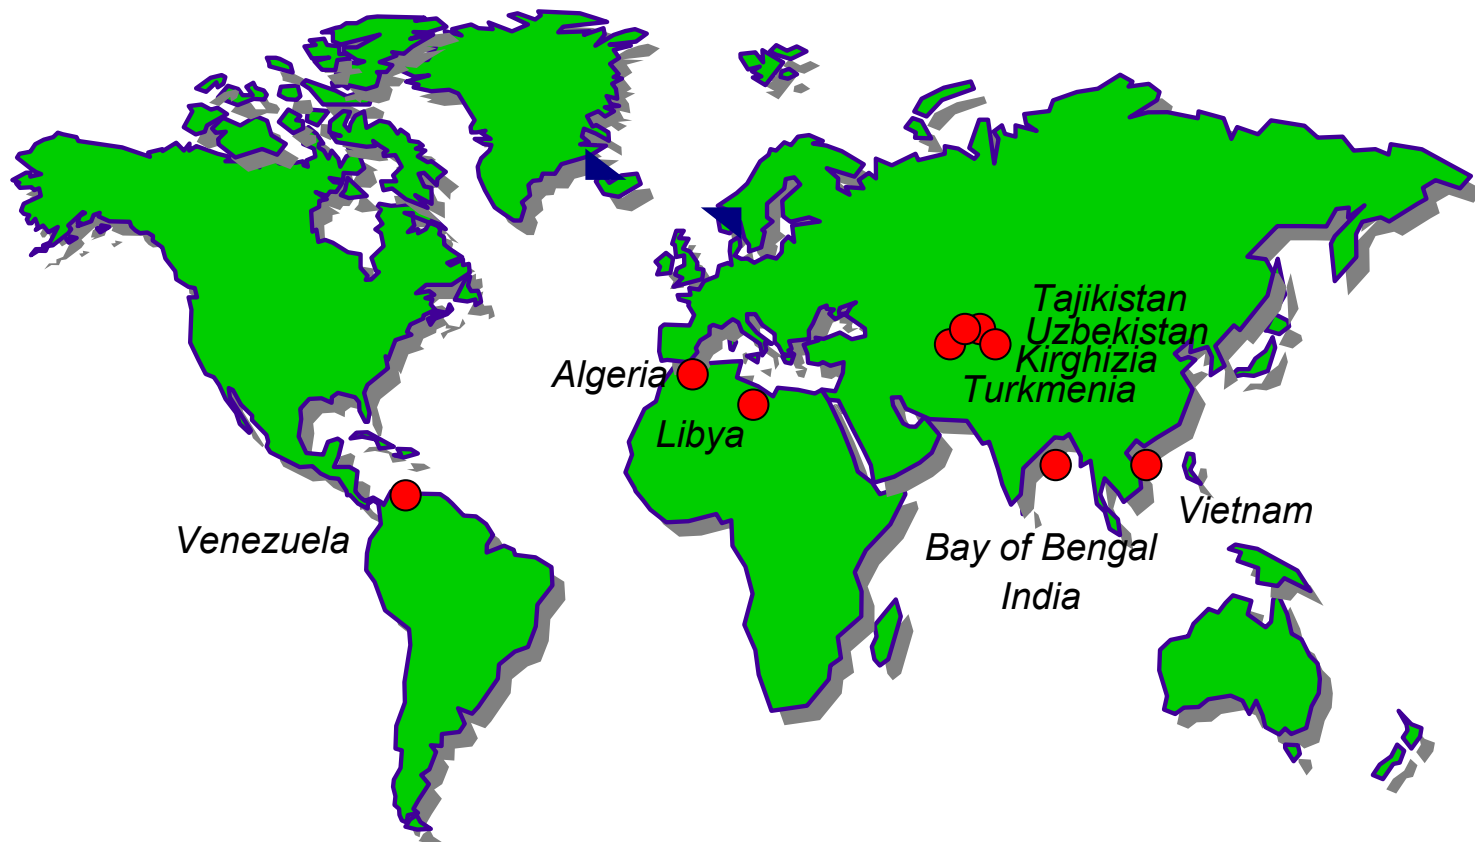 Tajikistan
Uzbekistan
Kirghizia
Turkmenia
Algeria
Libya
Venezuela
Vietnam
Bay of Bengal
India